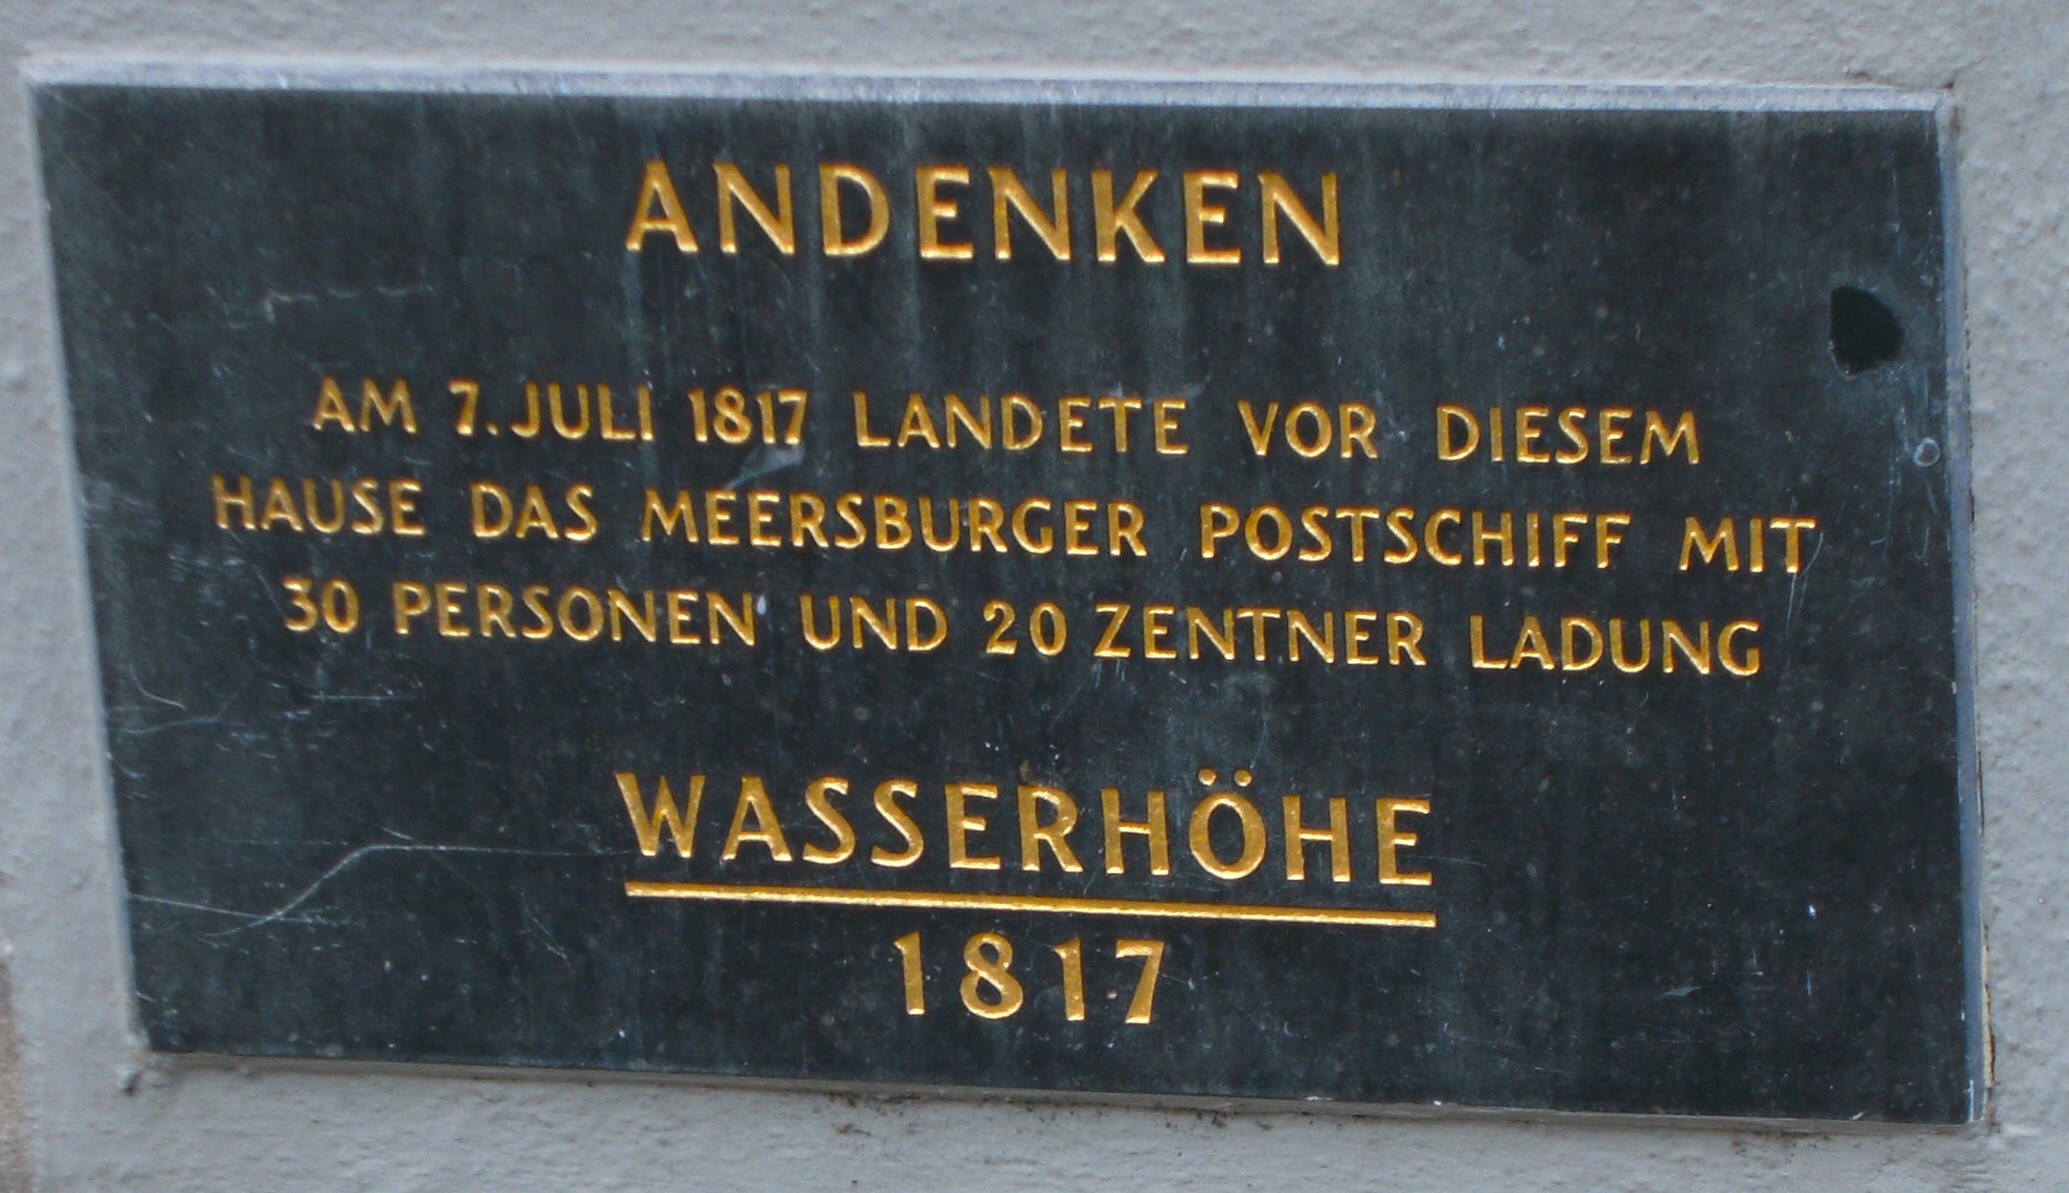 ANDENKEN
AM 7. JULI 1817 LANDETE VOR DIESEM
HAUSE DAS MEERSBURGER POSTSCHIFF MIT
30 PERSONEN UND 20 ZENTNER LADUNG
WASSERHÖHE
1817